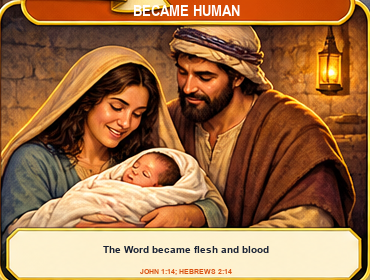 BECAME HUMAN
The Word became flesh and blood
JOHN 1:14; HEBREWS 2:14